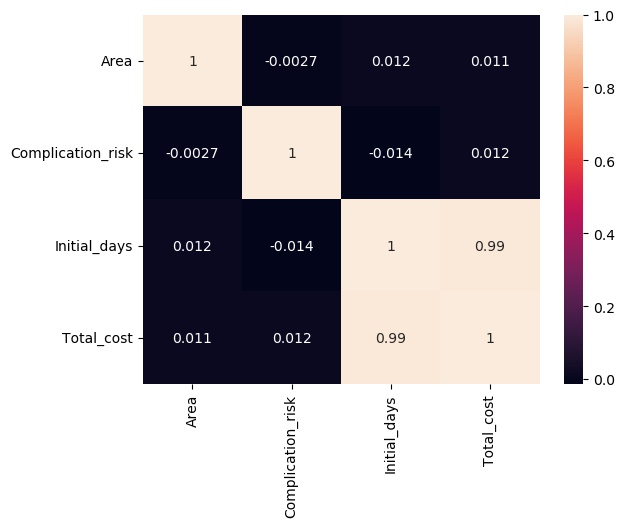 1.0
Area 1 -0.0027 0.012 0.011
0.8
Complication_risk -0.0027 1 -0.014 0.012
0.6
0.4
Initial_days 0.012 -0.014 1 0.99
0.2
Total_cost 0.011 0.012 0.99 1
0.0
Area
Complication_risk
Initial_days
Total_cost